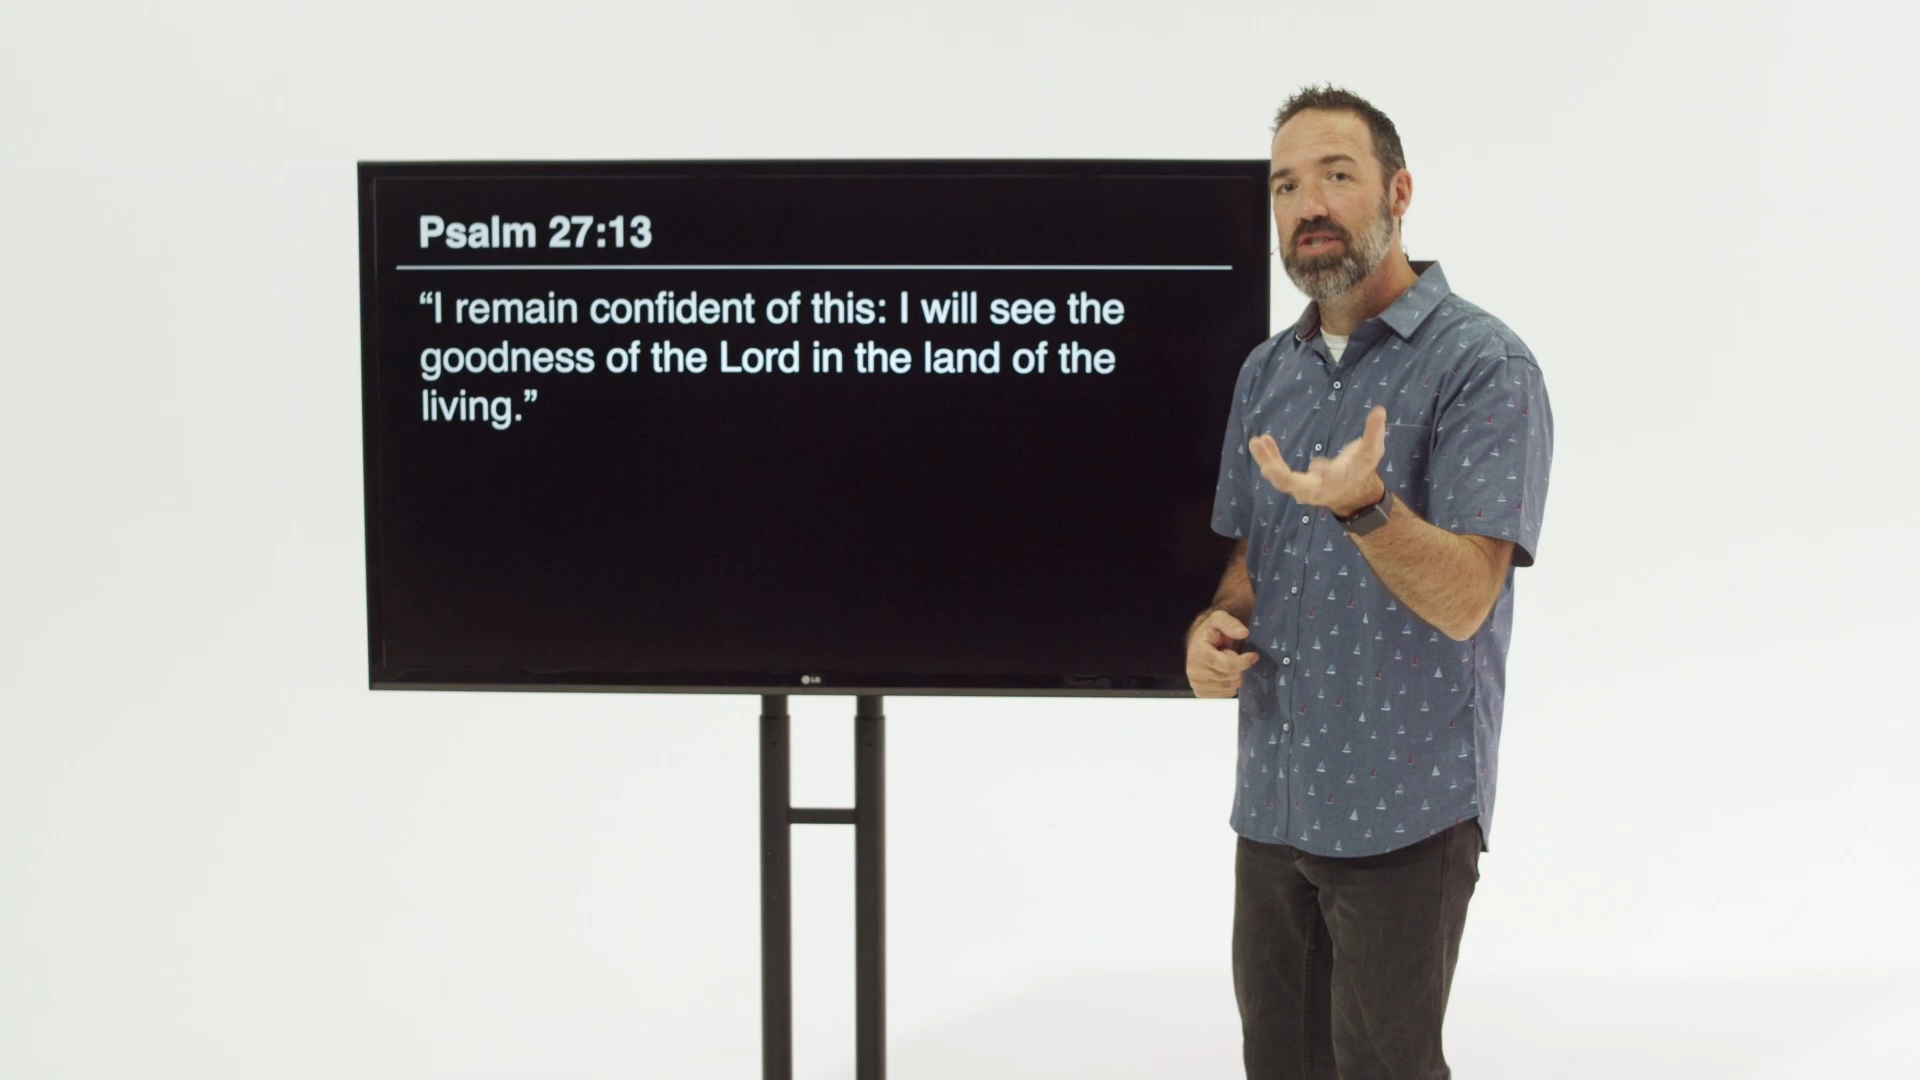 Psalm 27:13
“I remain confident of this: I will see the
goodness of the Lord in the land of the
living.”
LG